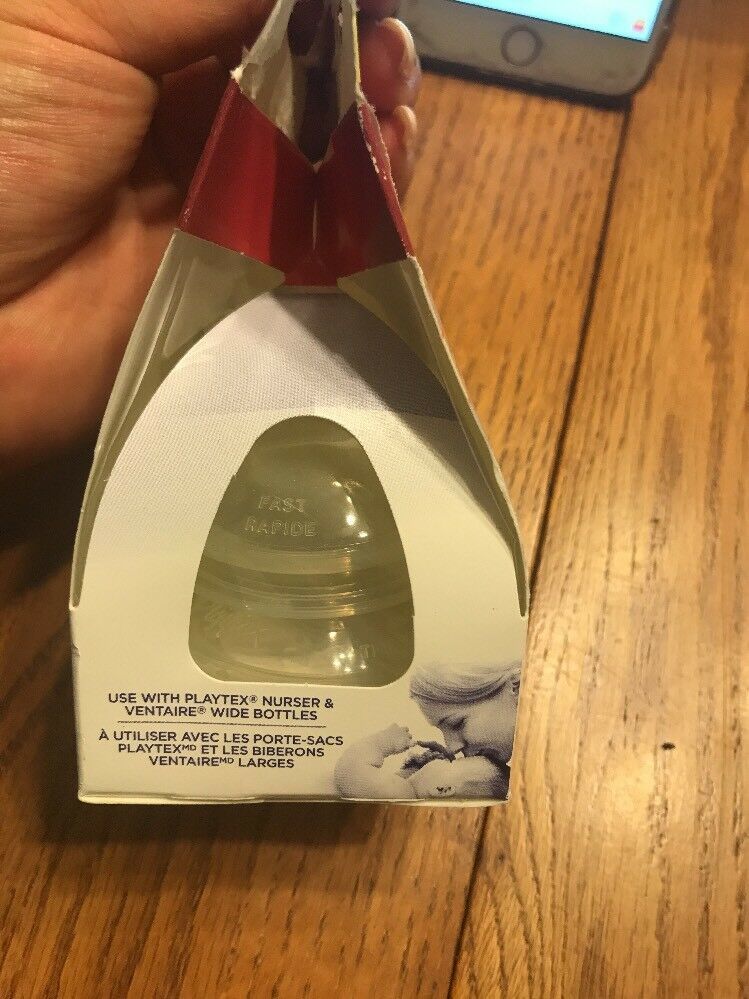 FAST
RAPIDE
USE WITH PLAYTEX® NURSER &
VENTAIRE® WIDE BOTTLES
À UTILISER AVEC LES PORTE-SACS
PLAYTEXMD ET LES BIBERONS
VENTAIREMD LARGES